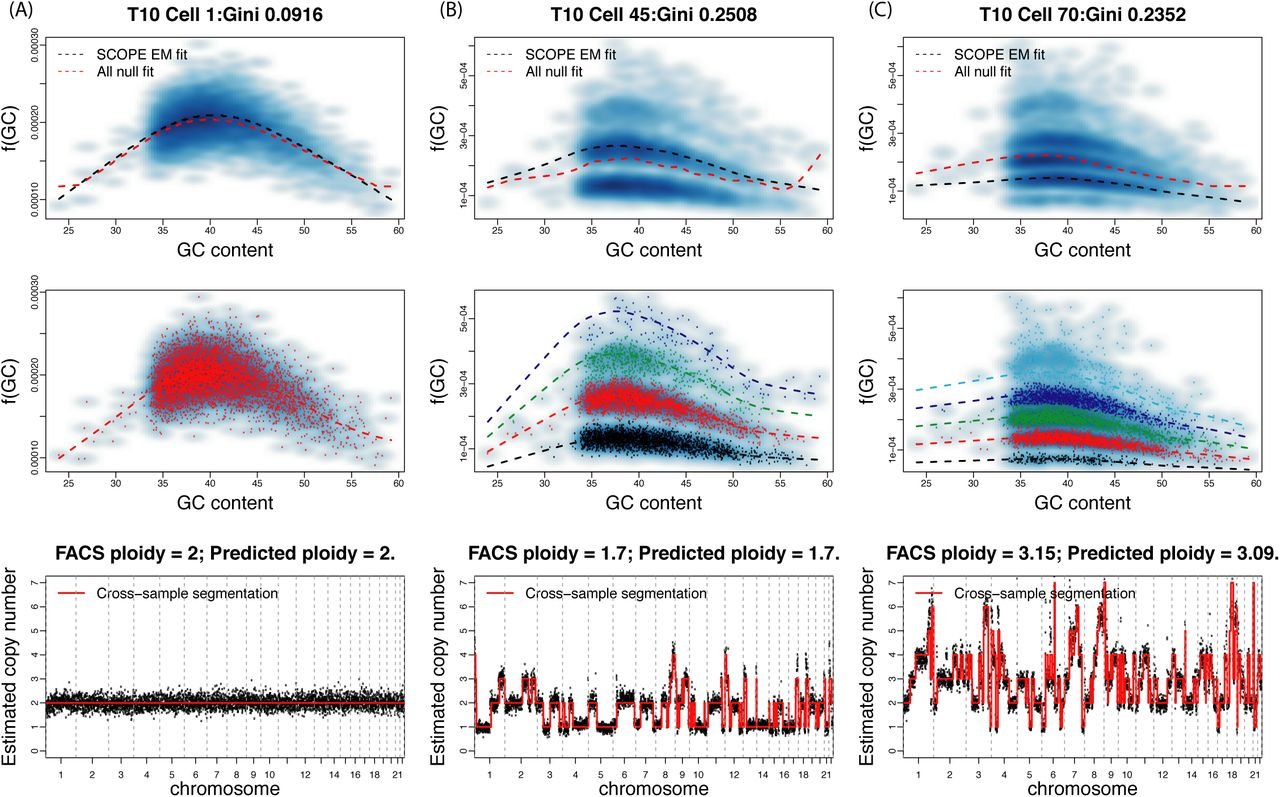 (A)
T10 Cell 1:Gini 0.0916
SCOPE EM fit
All null fit
f(GC)
0.00010 0.00020 0.00030
25 30 35 40 45 50 55 60
GC content
(B)
T10 Cell 45:Gini 0.2508
SCOPE EM fit
All null fit
f(GC)
1e-04 3e-04 5e-04
25 30 35 40 45 50 55 60
GC content
(C)
T10 Cell 70:Gini 0.2352
SCOPE EM fit
All null fit
f(GC)
1e-04 3e-04 5e-04
25 30 35 40 45 50 55 60
GC content
f(GC)
0.00010 0.00020 0.00030
25 30 35 40 45 50 55 60
GC content
f(GC)
1e-04 3e-04 5e-04
25 30 35 40 45 50 55 60
GC content
f(GC)
1e-04 3e-04 5e-04
25 30 35 40 45 50 55 60
GC content
FACS ploidy = 2; Predicted ploidy = 2.
Cross-sample segmentation
Estimated copy number
0 1 2 3 4 5 6 7
1 2 3 4 5 6 7 8 9 10 12 14 16 18 21
chromosome
FACS ploidy = 1.7; Predicted ploidy = 1.7.
Cross-sample segmentation
Estimated copy number
0 1 2 3 4 5 6 7
1 2 3 4 5 6 7 8 9 10 12 14 16 18 21
chromosome
FACS ploidy = 3.15; Predicted ploidy = 3.09.
Cross-sample segmentation
Estimated copy number
0 1 2 3 4 5 6 7
1 2 3 4 5 6 7 8 9 10 12 14 16 18 21
chromosome